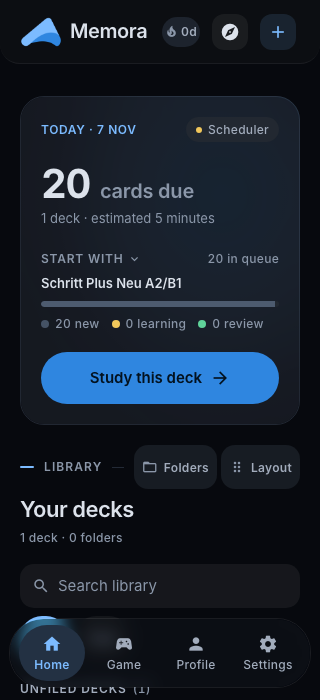 Memora 0d
TODAY · 7 NOV Scheduler
20 cards due
1 deck · estimated 5 minutes
START WITH 20 in queue
Schritt Plus Neu A2/B1
20 new 0 learning 0 review
Study this deck
LIBRARY Folders Layout
Your decks
1 deck · 0 folders
Search library
Home Game Profile Settings
UNFILED DECKS (1)